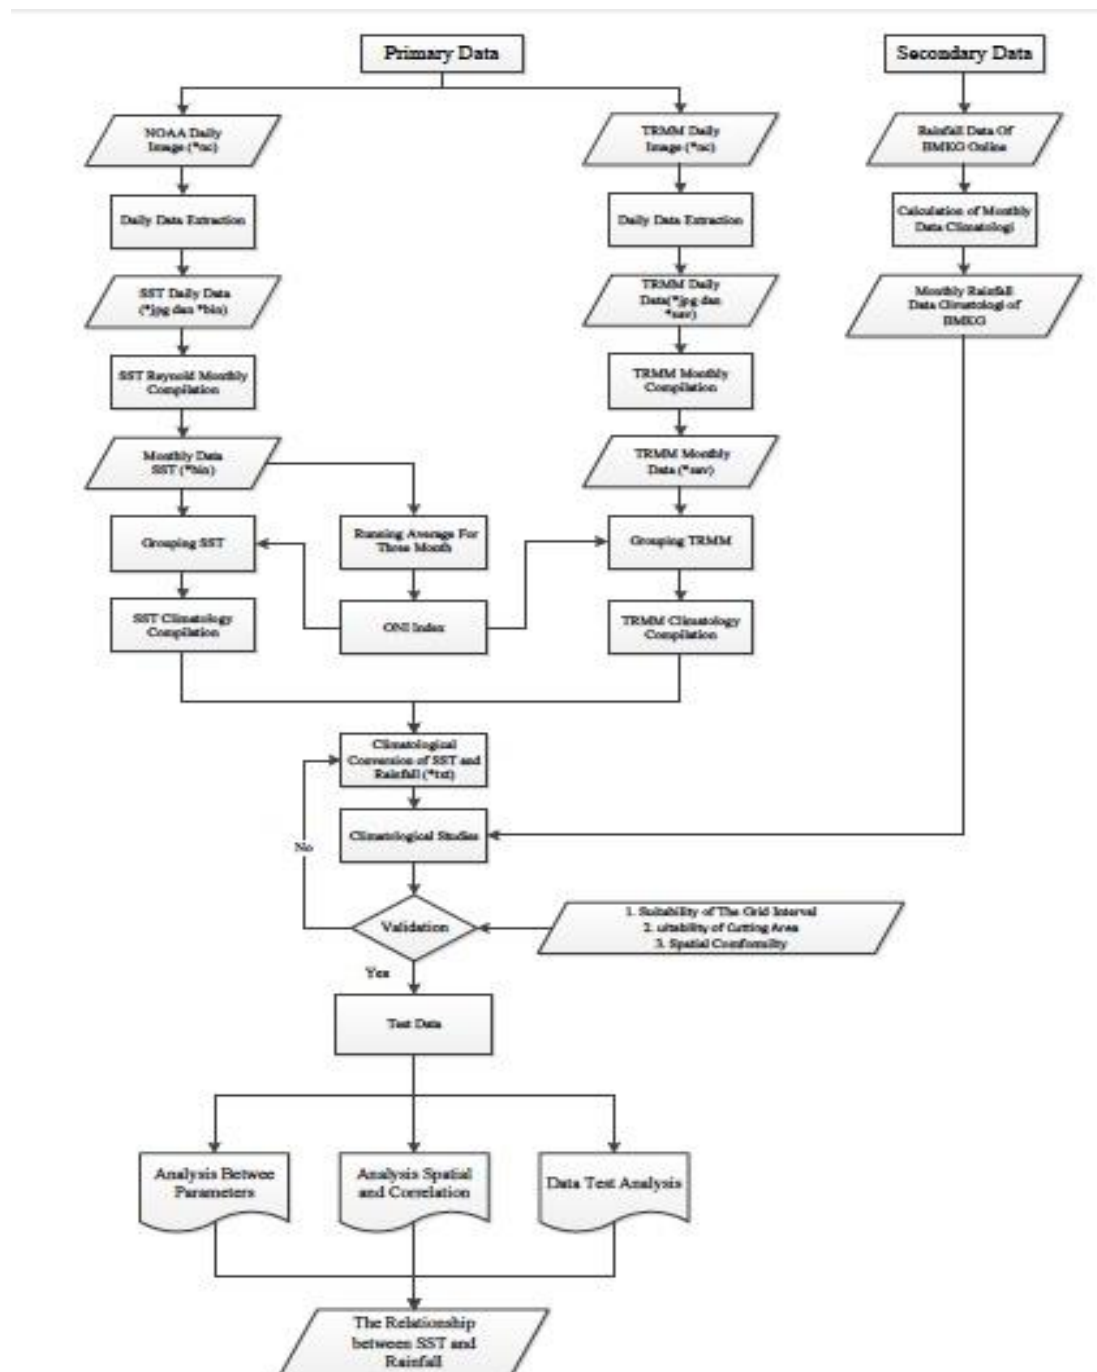 Primary Data
Secondary Data
NOAA Daily
Image (*nc)
TRMM Daily
Image (*nc)
Rainfall Data Of
BMKG Online
Daily Data Extraction
Daily Data Extraction
Calculation of Monthly
Data Climatologi
SST Daily Data
(*jpg dan *bin)
TRMM Daily
Data(*jpg dan
*sav)
Monthly Rainfall
Data Climatologi of
BMKG
SST Reynold Monthly
Compilation
TRMM Monthly
Compilation
Monthly Data
SST (*bin)
TRMM Monthly
Data (*sav)
Grouping SST
Running Average For
Three Month
Grouping TRMM
SST Climatology
Compilation
ONI Index
TRMM Climatology
Compilation
Climatological
Conversion of SST and
Rainfall (*txt)
Climatological Studies
No
Validation
1. Suitability of The Grid Interval
2. uitability of Cutting Area
3. Spatial Comformilty
Yes
Test Data
Analysis Betwee
Parameters
Analysis Spatial
and Correlation
Data Test Analysis
The Relationship
between SST and
Rainfall